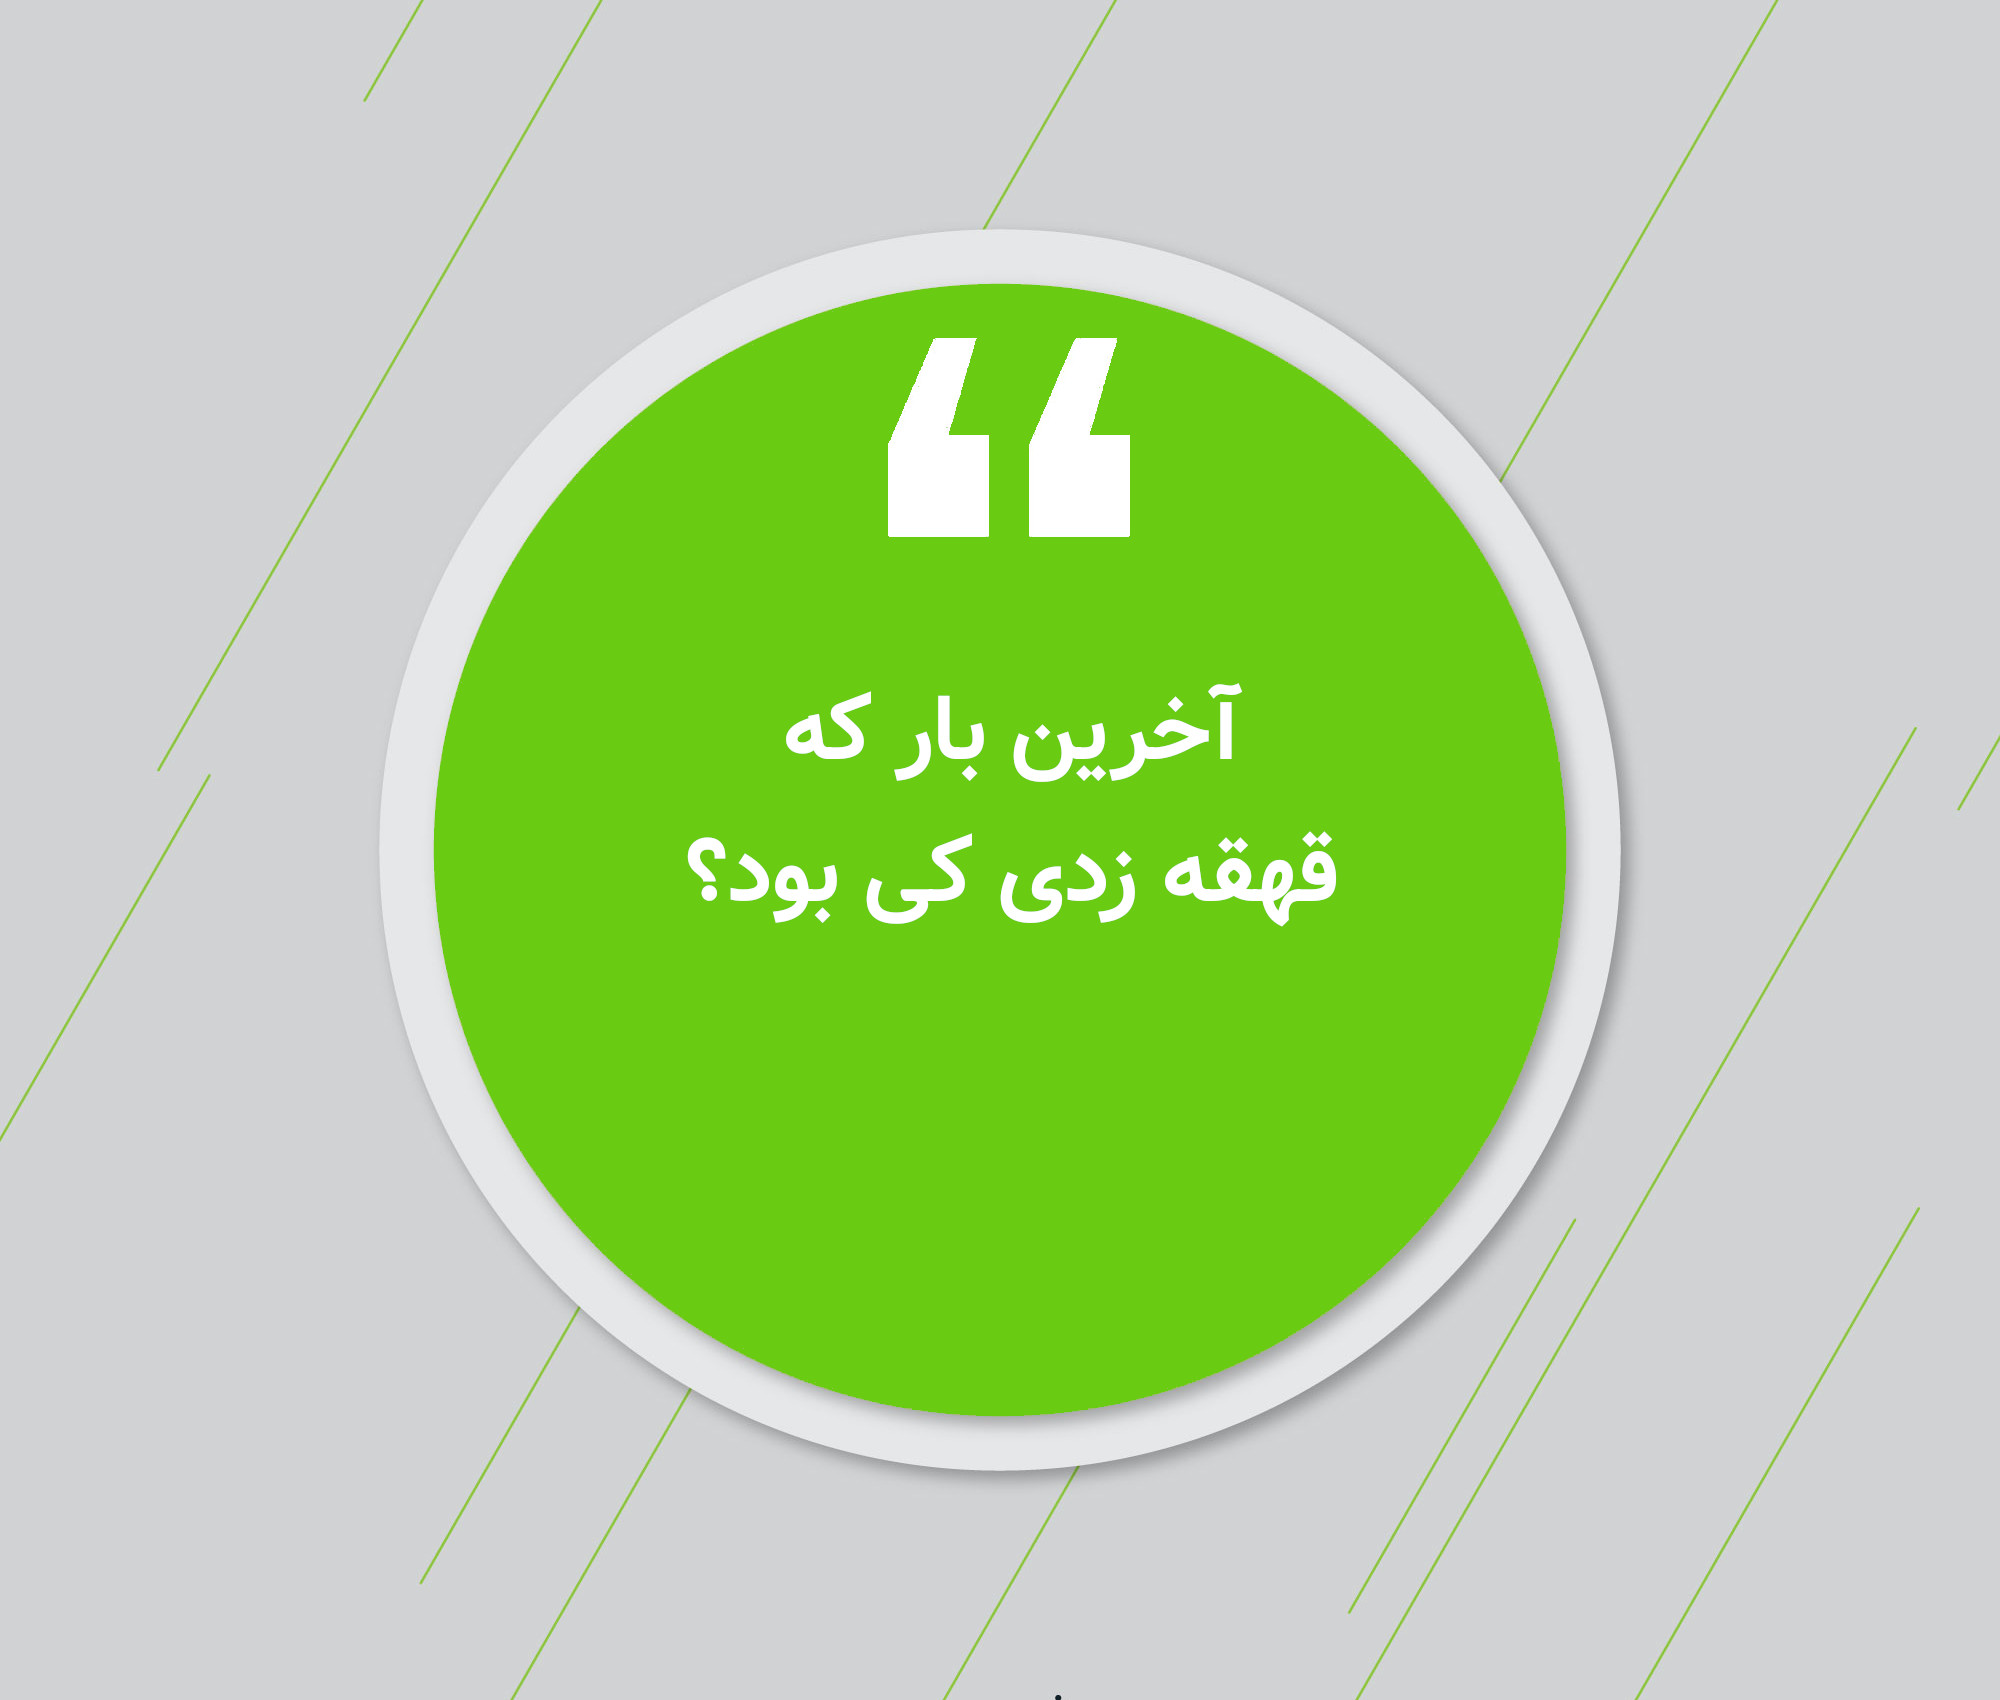 ❝
آخرین بار که
قهقه زدی کی بود؟